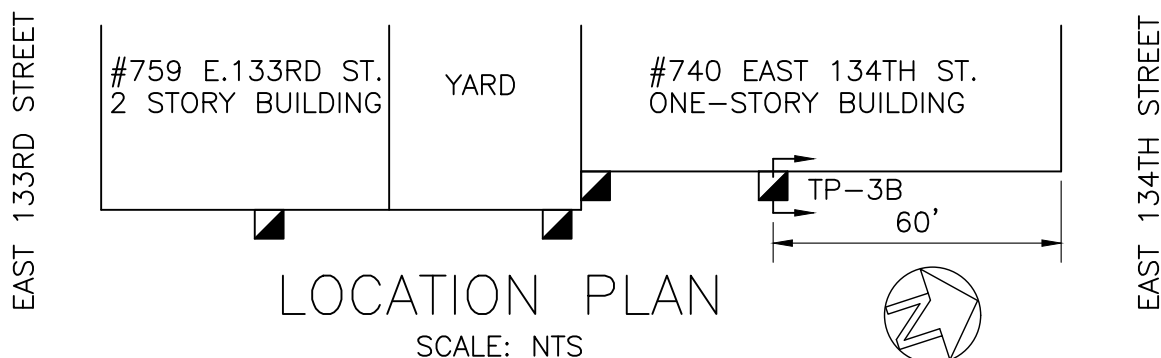 EAST 133RD STREET
#759 E.133RD ST.
2 STORY BUILDING
YARD
#740 EAST 134TH ST.
ONE-STORY BUILDING
TP-3B
60'
EAST 134TH STREET
LOCATION PLAN
SCALE: NTS
N